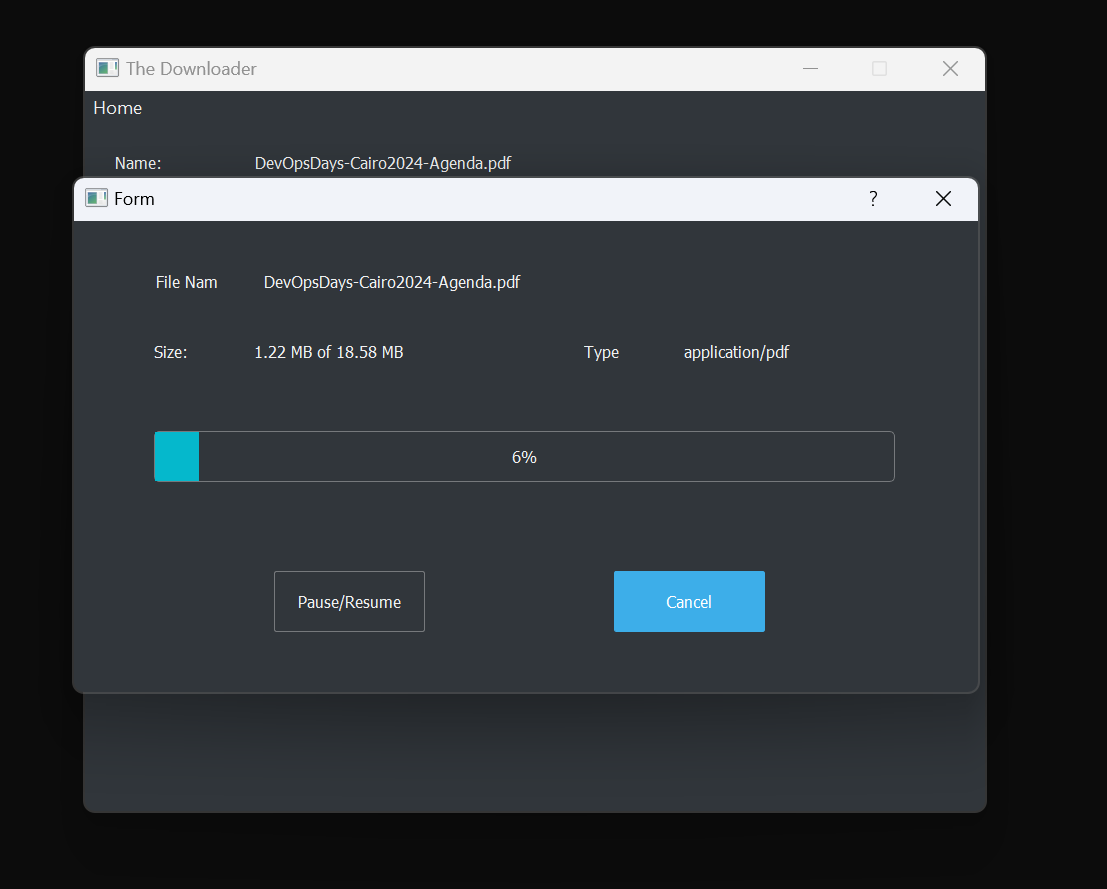 The Downloader
Home
Name: DevOpsDays-Cairo2024-Agenda.pdf
Form ?
File Nam DevOpsDays-Cairo2024-Agenda.pdf
Size: 1.22 MB of 18.58 MB Type application/pdf
6%
Pause/Resume Cancel